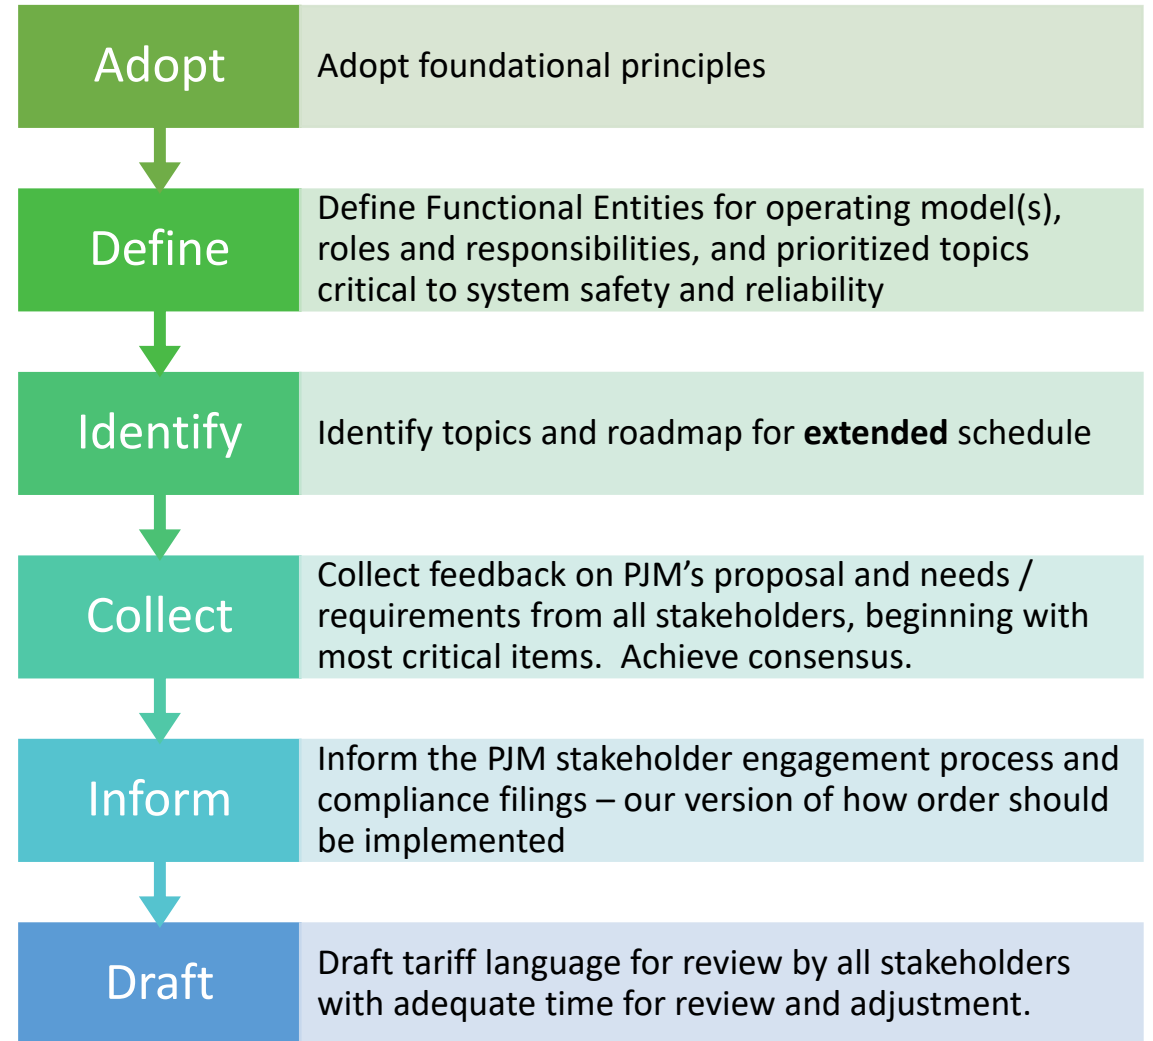 Adopt
Adopt foundational principles
Define
Define Functional Entities for operating model(s),
roles and responsibilities, and prioritized topics
critical to system safety and reliability
Identify
Identify topics and roadmap for extended schedule
Collect
Collect feedback on PJM’s proposal and needs /
requirements from all stakeholders, beginning with
most critical items.  Achieve consensus.
Inform
Inform the PJM stakeholder engagement process and
compliance filings – our version of how order should
be implemented
Draft
Draft tariff language for review by all stakeholders
with adequate time for review and adjustment.